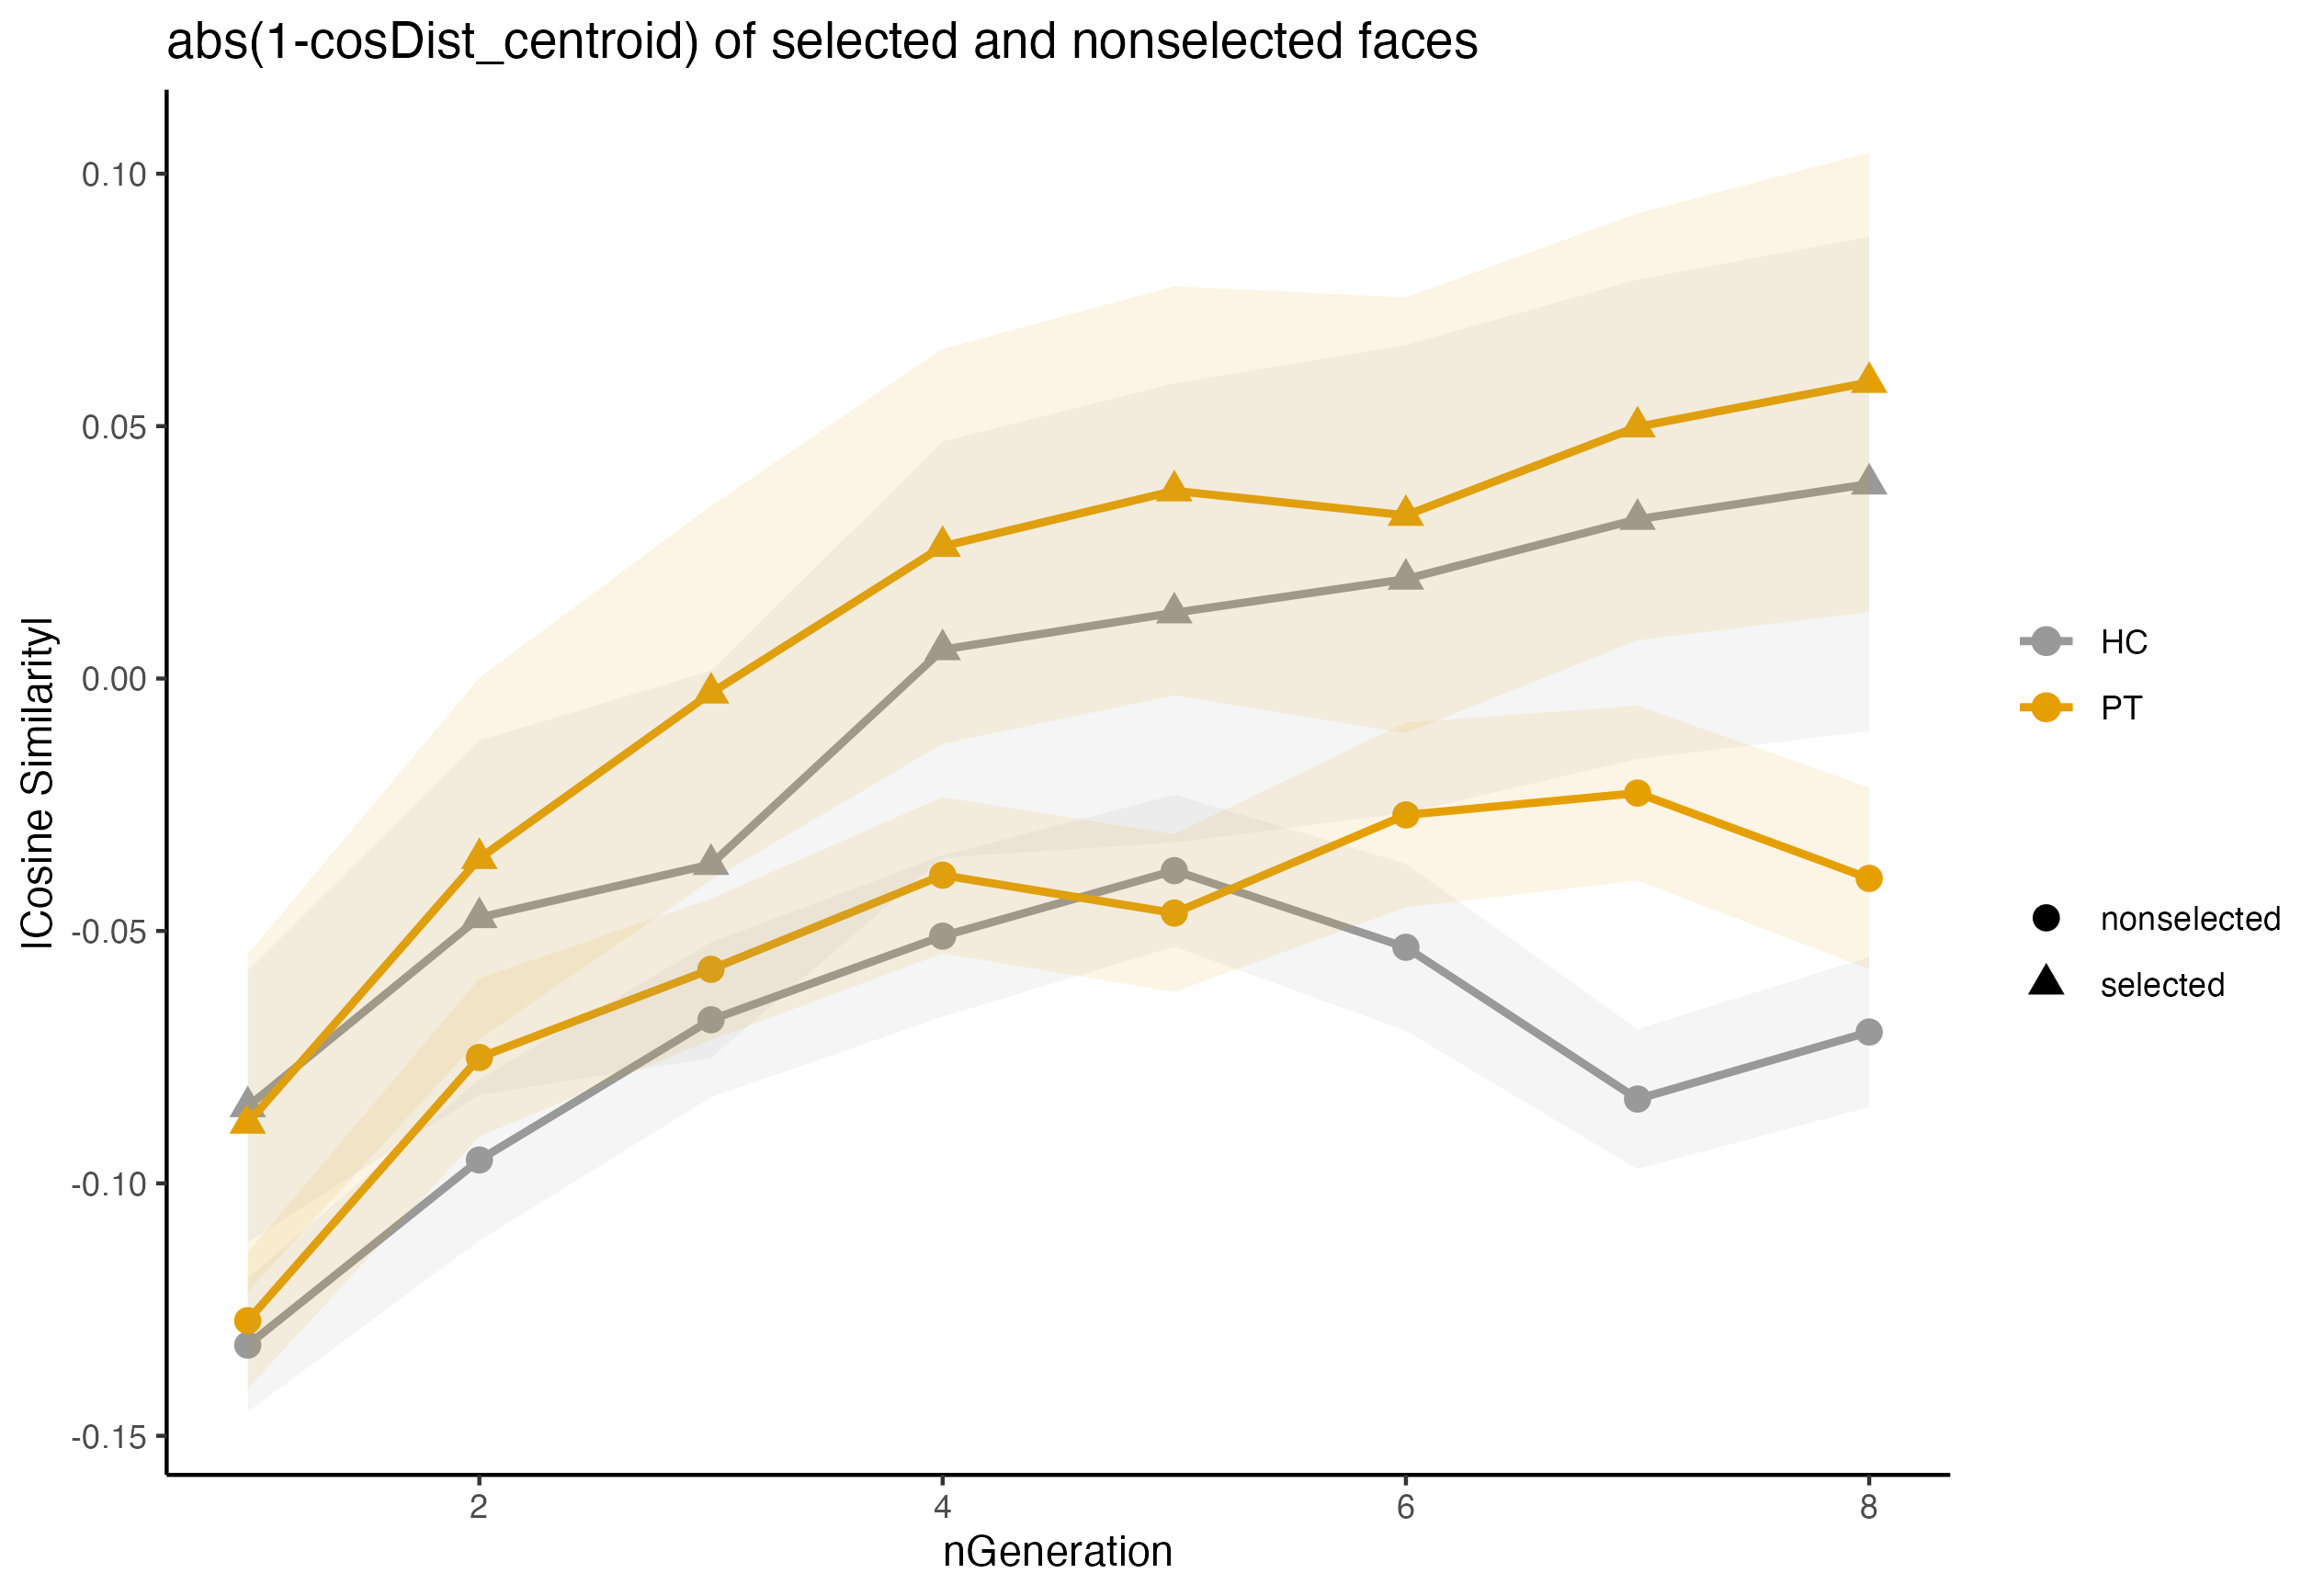 abs(1-cosDist_centroid) of selected and nonselected faces
|Cosine Similarity|
0.10
0.05
0.00
-0.05
-0.10
-0.15
2
4
6
8
nGeneration
HC
PT
nonselected
selected